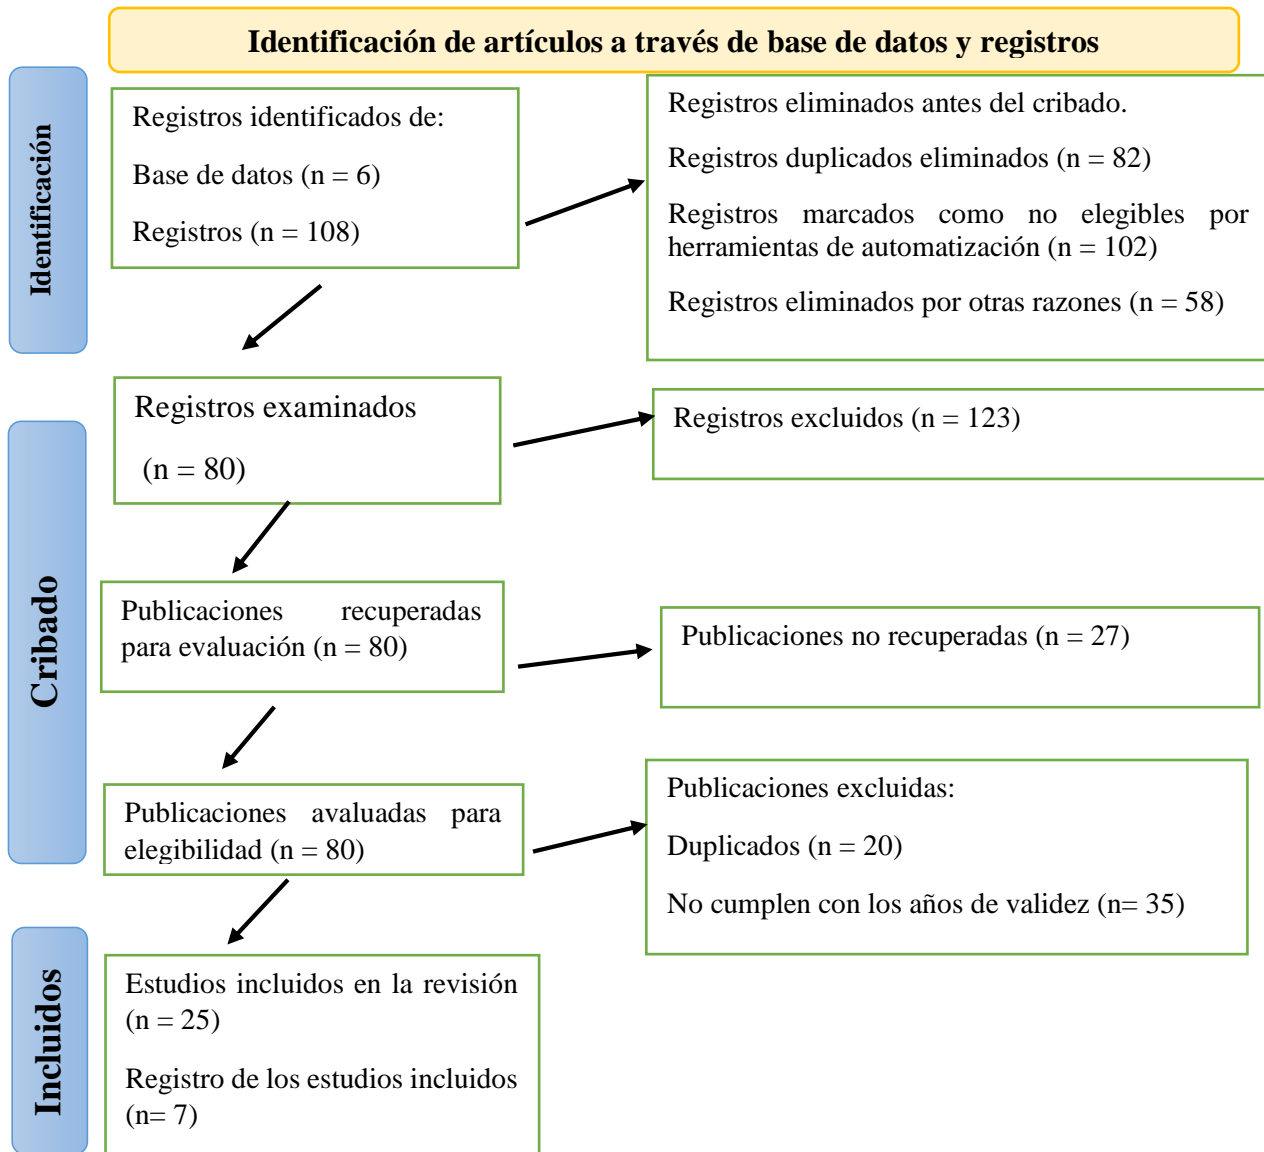 Identificación de artículos a través de base de datos y registros
Identificación
Registros identificados de:
Base de datos (n = 6)
Registros (n = 108)
Registros eliminados antes del cribado.
Registros duplicados eliminados (n = 82)
Registros marcados como no elegibles por
herramientas de automatización (n = 102)
Registros eliminados por otras razones (n = 58)
Cribado
Registros examinados
(n = 80)
Registros excluidos (n = 123)
Publicaciones recuperadas
para evaluación (n = 80)
Publicaciones no recuperadas (n = 27)
Publicaciones avaluadas para
elegibilidad (n = 80)
Publicaciones excluidas:
Duplicados (n = 20)
No cumplen con los años de validez (n= 35)
Incluidos
Estudios incluidos en la revisión
(n = 25)
Registro de los estudios incluidos
(n= 7)